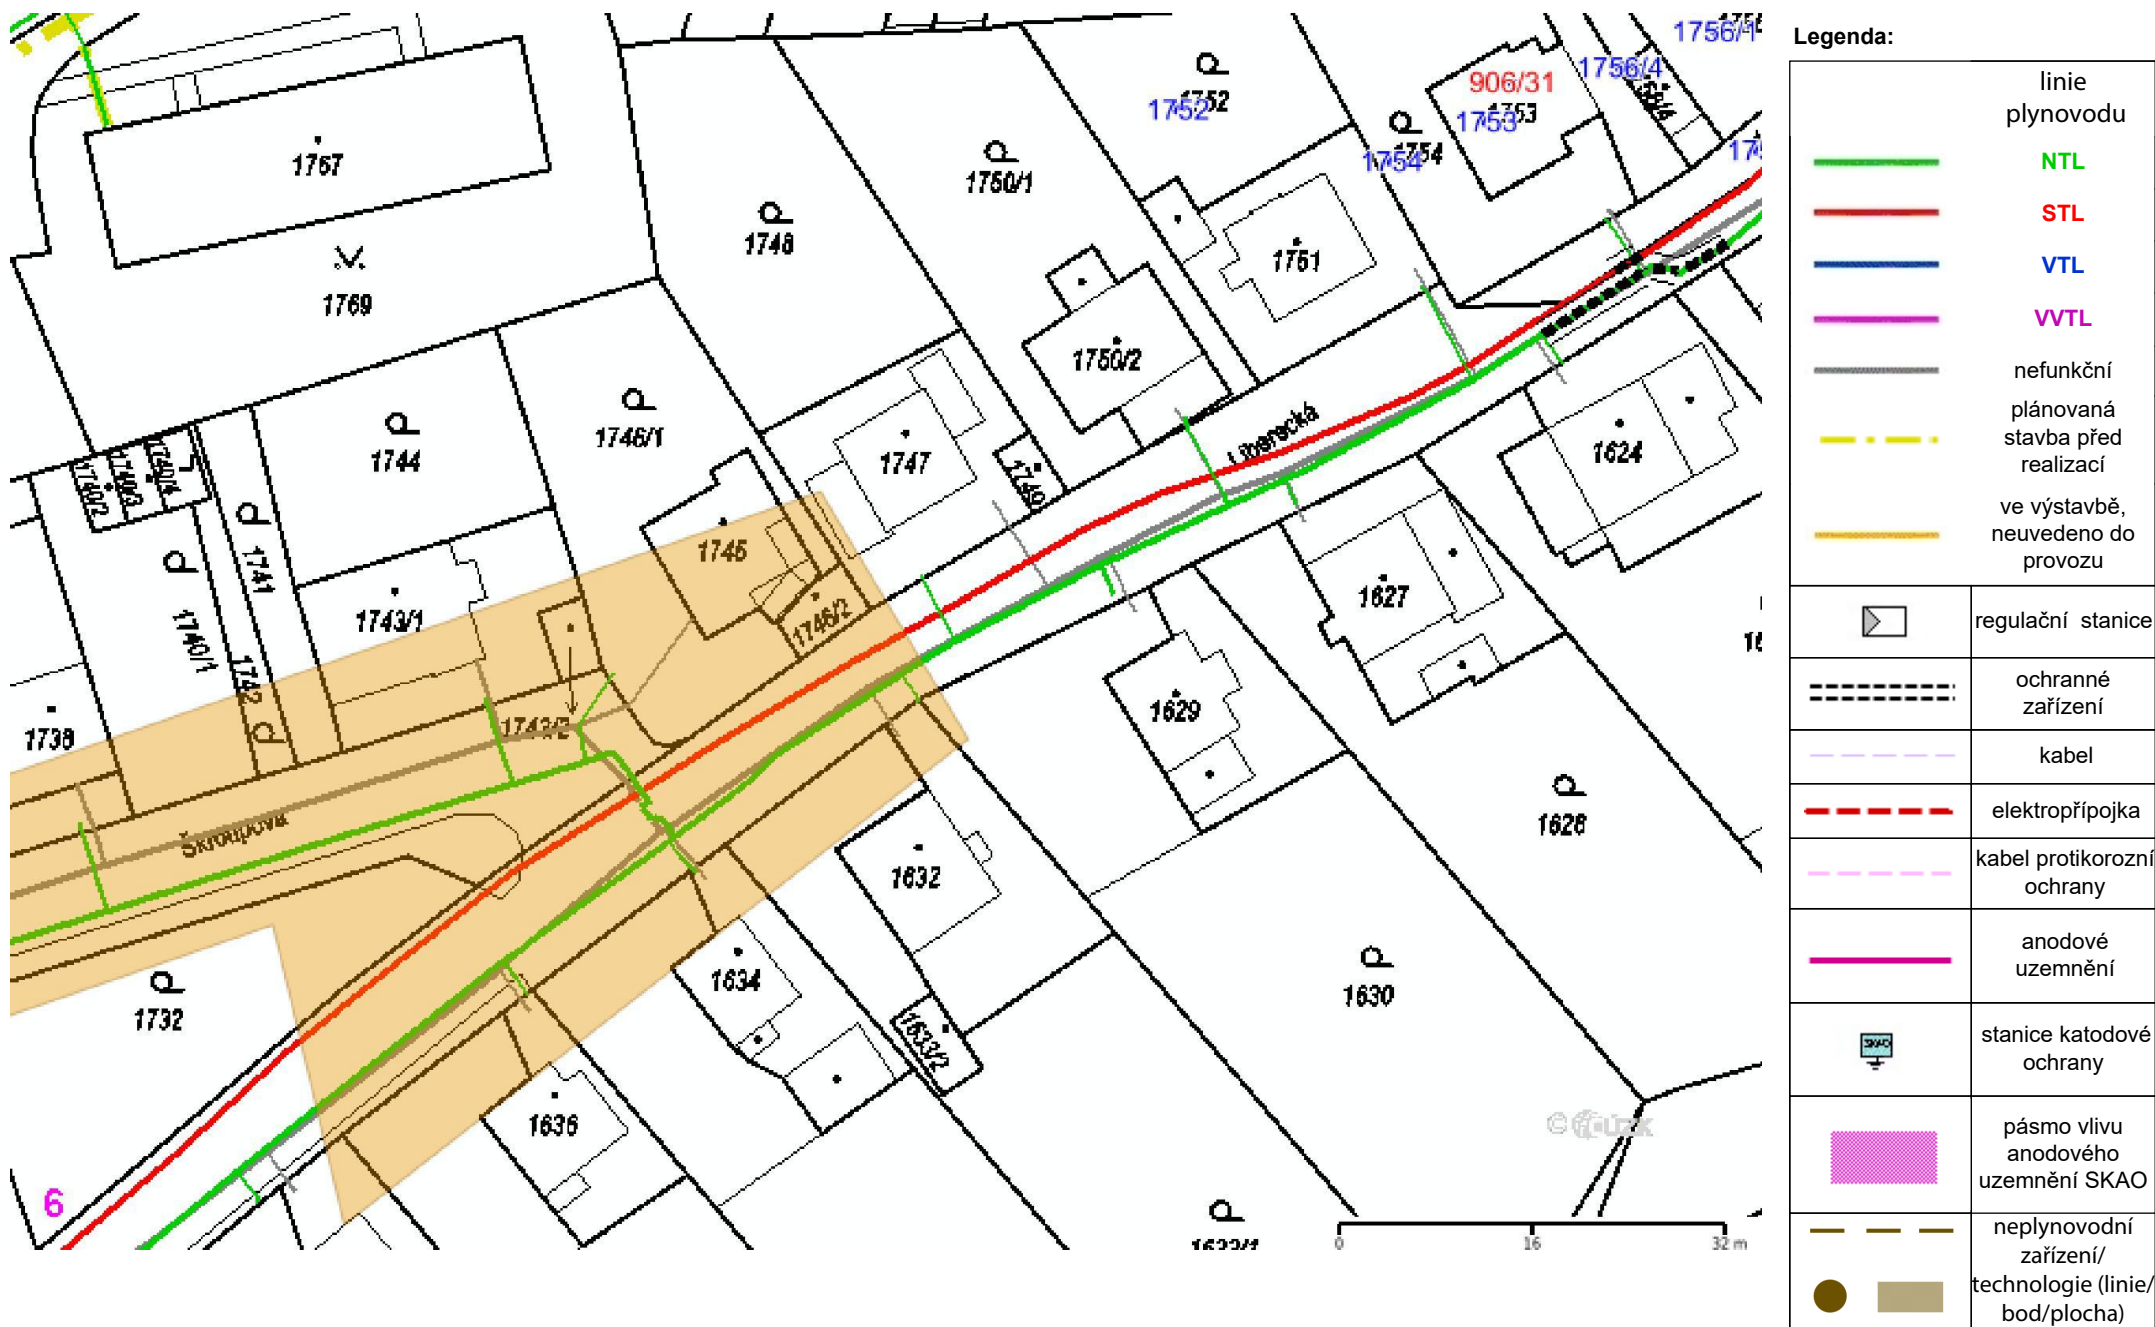 1767
1769
1748
1750/1
1752
1752
1754
1754
906/31
1753
1753
1756/4
1756/1
1751
1750/2
1744
1746/1
1747
1749
1745
1746/2
1740/2
1740/3
1740/4
1741
1740/1
1742
1743/1
1743/2
1738
Škroupova
Liberecká
1732
1624
1627
1629
1628
1632
1634
1633/2
1630
1636
6
0 16 32 m
Legenda:
linie
plynovodu
NTL
STL
VTL
VVTL
nefunkční
plánovaná
stavba před
realizací
ve výstavbě,
neuvedeno do
provozu
regulační stanice
ochranné
zařízení
kabel
elektropřípojka
kabel protikorozní
ochrany
anodové
uzemnění
SKAO
stanice katodové
ochrany
pásmo vlivu
anodového
uzemnění SKAO
neplynovodní
zařízení/
technologie (linie/
bod/plocha)